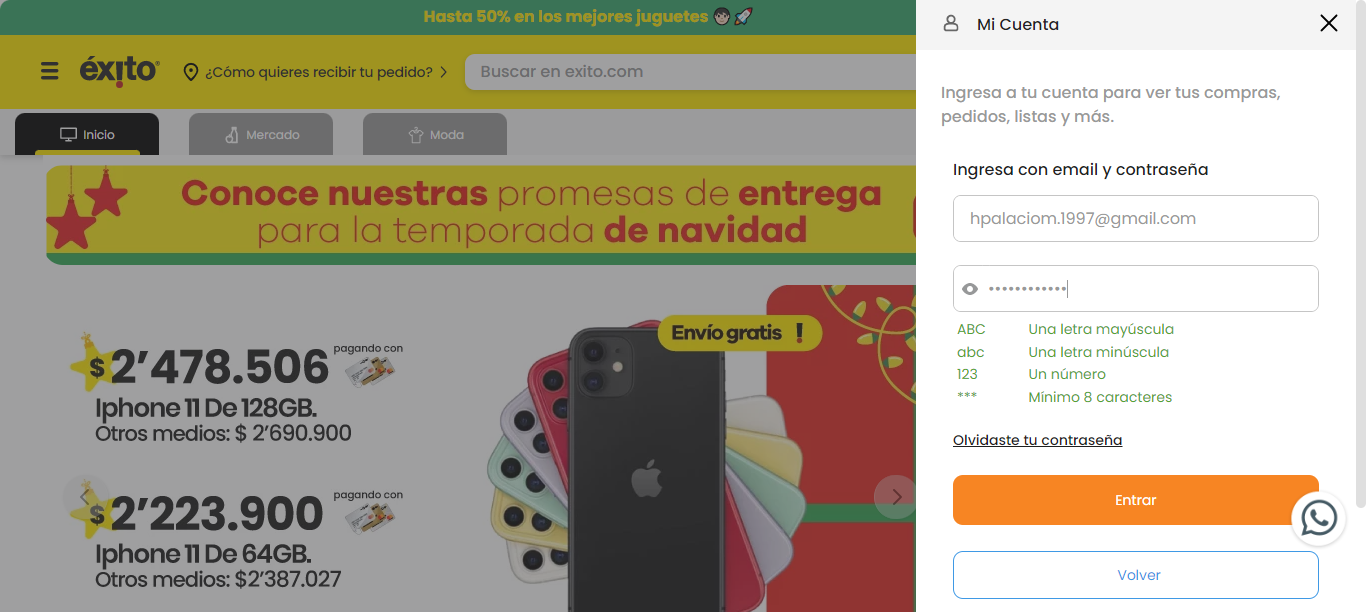 Hasta 50% en los mejores juguetes
Mi Cuenta
éxito
¿Cómo quieres recibir tu pedido?
Buscar en exito.com
Inicio
Mercado
Moda
Conoce nuestras promesas de entrega
para la temporada de navidad
$2'478.506
pagando con
Iphone 11 De 128GB.
Otros medios: $ 2'690.900
$2'223.900
pagando con
Iphone 11 De 64GB.
Otros medios: $2'387.027
Envío gratis !
Ingresa a tu cuenta para ver tus compras,
pedidos, listas y más.
Ingresa con email y contraseña
hpalaciom.1997@gmail.com
••••••••••••
ABC Una letra mayúscula
abc Una letra minúscula
123 Un número
*** Mínimo 8 caracteres
Olvidaste tu contraseña
Entrar
Volver